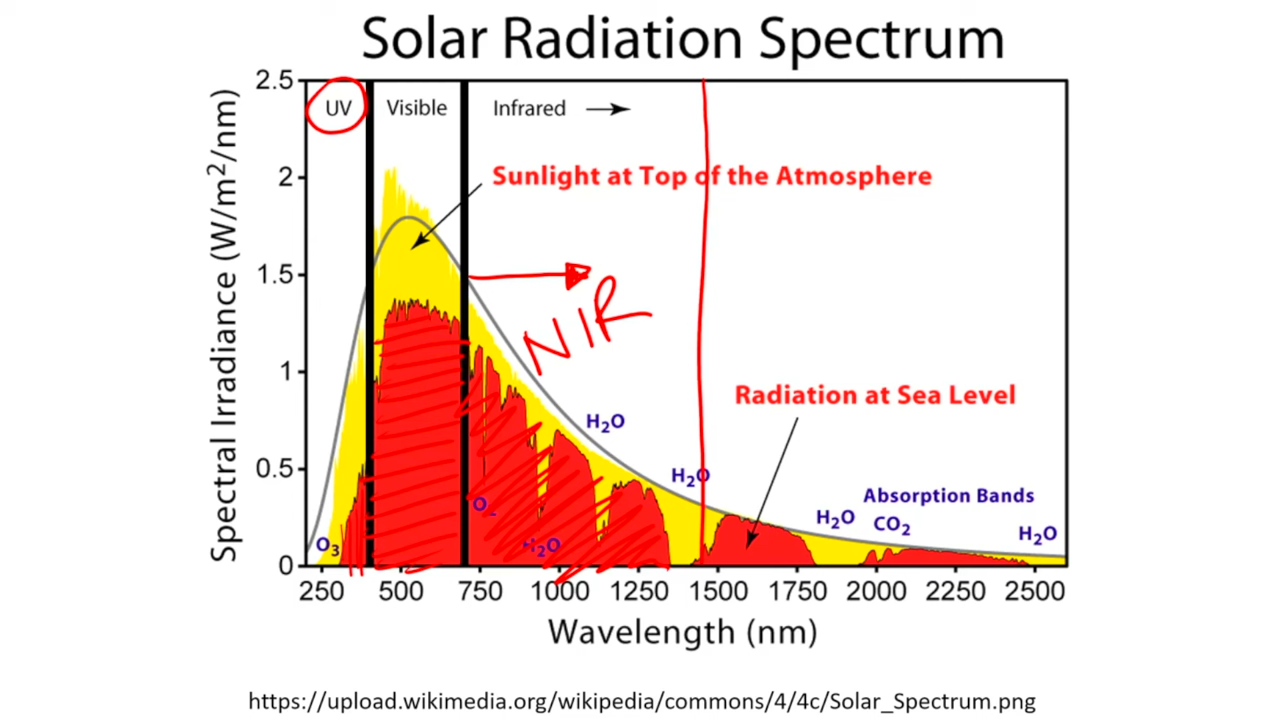 Solar Radiation Spectrum
UV Visible Infrared
Sunlight at Top of the Atmosphere
NIR
Radiation at Sea Level
H₂O
H₂O
Absorption Bands
H₂O CO₂ H₂O
O₂
O₃ H₂O
2.5
2
1.5
1
0.5
0
250 500 750 1000 1250 1500 1750 2000 2250 2500
Spectral Irradiance (W/m²/nm)
Wavelength (nm)
https://upload.wikimedia.org/wikipedia/commons/4/4c/Solar_Spectrum.png